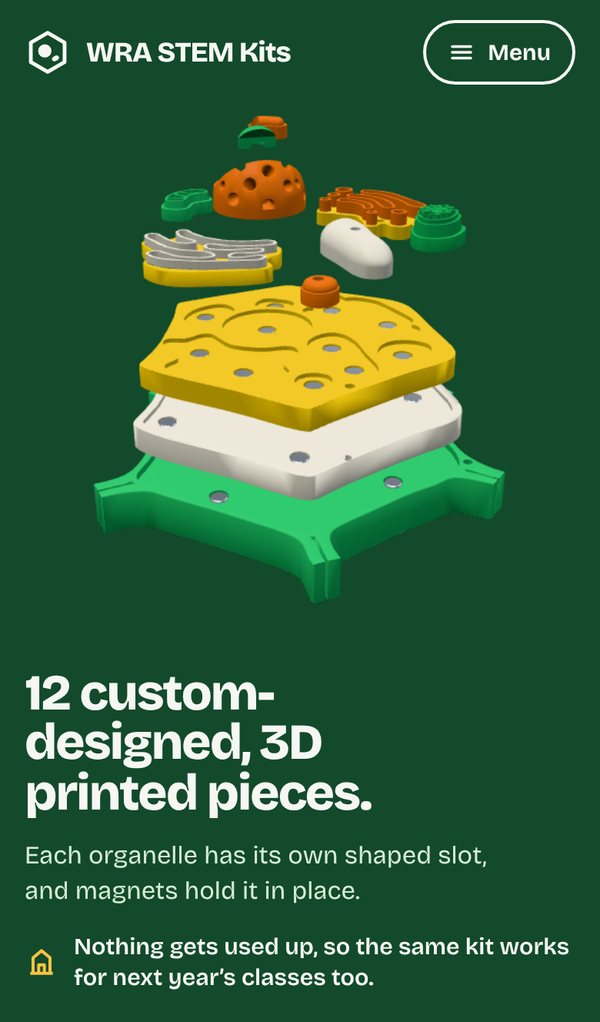 WRA STEM Kits
Menu
12 custom-
designed, 3D
printed pieces.
Each organelle has its own shaped slot,
and magnets hold it in place.
Nothing gets used up, so the same kit works
for next year’s classes too.